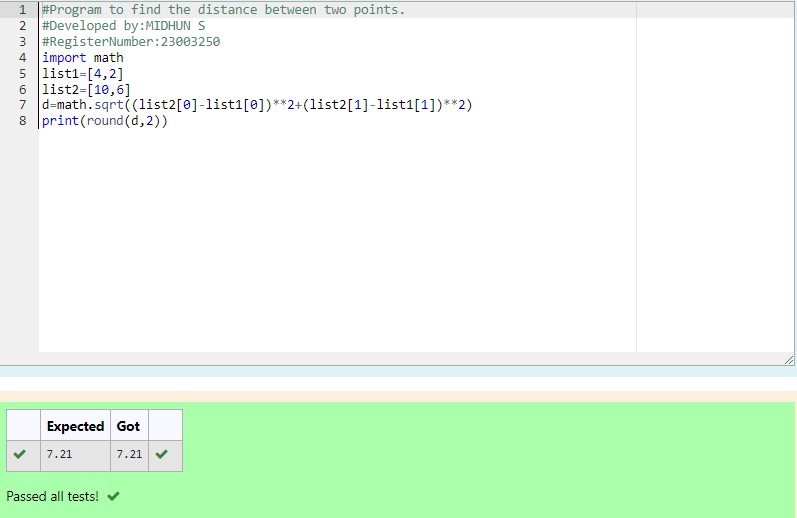 1 #Program to find the distance between two points.
2 #Developed by:MIDHUN S
3 #RegisterNumber:23003250
4 import math
5 list1=[4,2]
6 list2=[10,6]
7 d=math.sqrt((list2[0]-list1[0])**2+(list2[1]-list1[1])**2)
8 print(round(d,2))
Expected Got
7.21 7.21
Passed all tests!